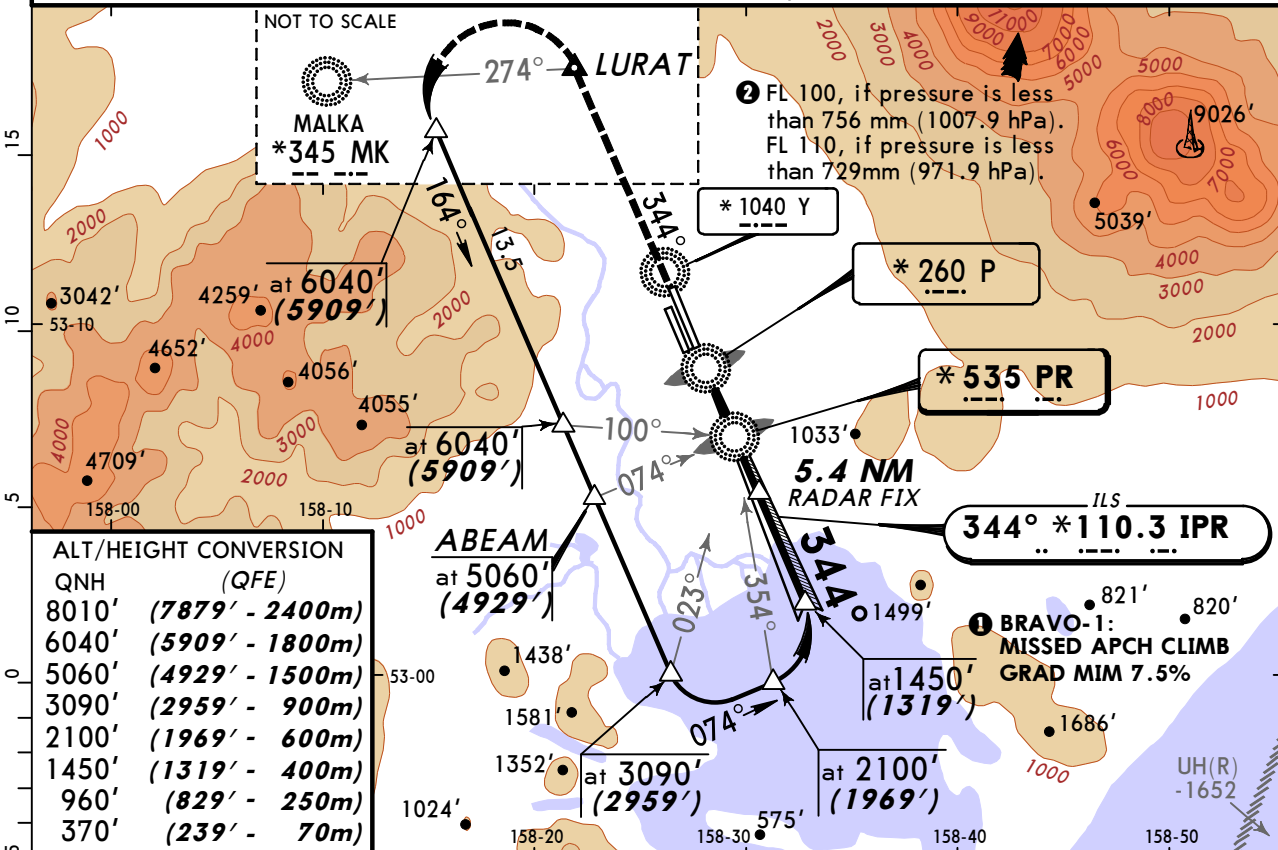 NOT TO SCALE
MALKA
*345 MK
274°
LURAT
❷ FL 100, if pressure is less
than 756 mm (1007.9 hPa).
FL 110, if pressure is less
than 729mm (971.9 hPa).
11000
9000
7000
6000
5000
2000
3000
4000
5000
8000
9026'
6000
7000
5039'
4000
3000
2000
1000
1000
2000
15
10
5
0
164°
13.5
344°
* 1040 Y
* 260 P
* 535 PR
at 6040'
(5909')
3042'
53-10
4259'
4000
4652'
4056'
4055'
3000
2000
2000
4000
4709'
158-00
158-10
1000
at 6040'
(5909')
100°
074°
1033'
5.4 NM
RADAR FIX
ILS
344° *110.3 IPR
ABEAM
at 5060'
(4929')
023°
354°
344
1499'
821'
820'
❶ BRAVO-1:
MISSED APCH CLIMB
GRAD MIM 7.5%
ALT/HEIGHT CONVERSION
QNH (QFE)
8010' (7879' - 2400m)
6040' (5909' - 1800m)
5060' (4929' - 1500m)
3090' (2959' - 900m)
2100' (1969' - 600m)
1450' (1319' - 400m)
960' (829' - 250m)
370' (239' - 70m)
53-00
1438'
1581'
1352'
1024'
074°
at 3090'
(2959')
at 2100'
(1969')
at 1450'
(1319')
1686'
1000
UH(R)
-1652
575'
158-20
158-30
158-40
158-50